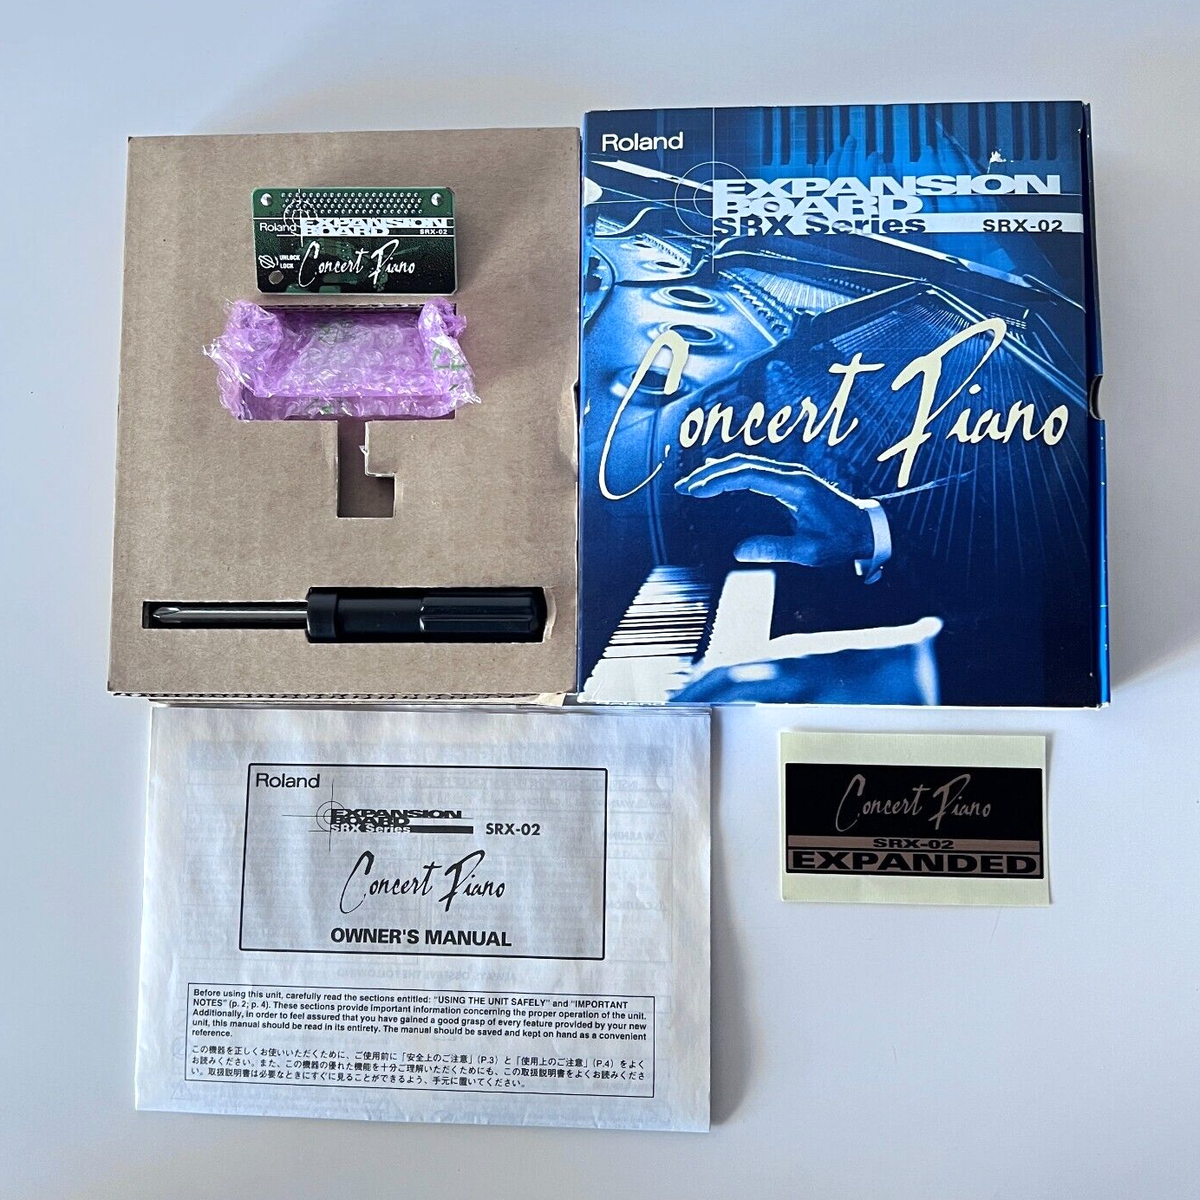 Roland
EXPANSION
BOARD
SRX-02
UNLOCK
LOCK
Concert Piano
Roland
EXPANSION
BOARD
SRX Series
SRX-02
Concert Piano
Roland
EXPANSION
BOARD
SRX Series
SRX-02
Concert Piano
OWNER'S MANUAL
Before using this unit, carefully read the sections entitled: "USING THE UNIT SAFELY" and "IMPORTANT
NOTES" (p. 2; p. 4). These sections provide important information concerning the proper operation of the unit.
Additionally, in order to feel assured that you have gained a good grasp of every feature provided by your new
unit, this manual should be read in its entirety. The manual should be saved and kept on hand as a convenient
reference.
この機器を正しくお使いいただくために、ご使用前に「安全上のご注意」(P.3)と「使用上のご注意」(P.4)をよく
お読みください。また、この機器の優れた機能を十分ご理解いただくためにも、この取扱説明書をよくお読みくださ
い。取扱説明書は必要なときにすぐに見ることができるよう、手元に置いてください。
Concert Piano
SRX-02
EXPANDED